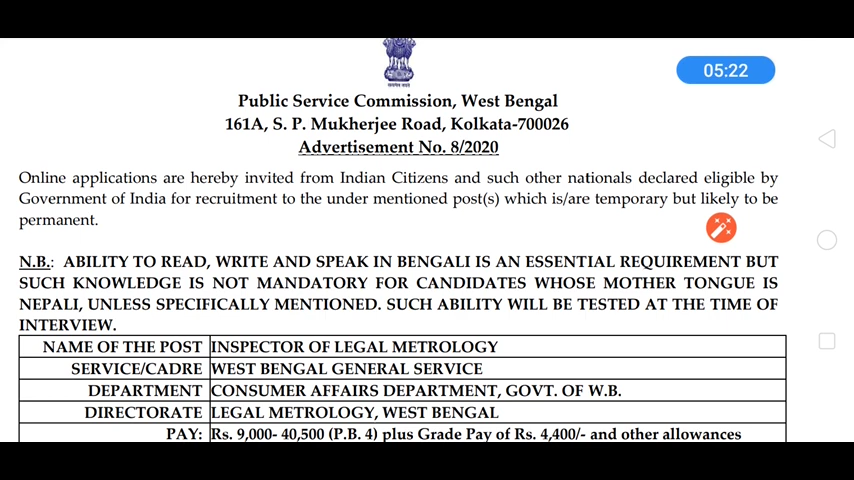 05:22
Public Service Commission, West Bengal
161A, S. P. Mukherjee Road, Kolkata-700026
Advertisement No. 8/2020
Online applications are hereby invited from Indian Citizens and such other nationals declared eligible by
Government of India for recruitment to the under mentioned post(s) which is/are temporary but likely to be
permanent.
N.B.: ABILITY TO READ, WRITE AND SPEAK IN BENGALI IS AN ESSENTIAL REQUIREMENT BUT
SUCH KNOWLEDGE IS NOT MANDATORY FOR CANDIDATES WHOSE MOTHER TONGUE IS
NEPALI, UNLESS SPECIFICALLY MENTIONED. SUCH ABILITY WILL BE TESTED AT THE TIME OF
INTERVIEW.
NAME OF THE POST INSPECTOR OF LEGAL METROLOGY
SERVICE/CADRE WEST BENGAL GENERAL SERVICE
DEPARTMENT CONSUMER AFFAIRS DEPARTMENT, GOVT. OF W.B.
DIRECTORATE LEGAL METROLOGY, WEST BENGAL
PAY: Rs. 9,000- 40,500 (P.B. 4) plus Grade Pay of Rs. 4,400/- and other allowances